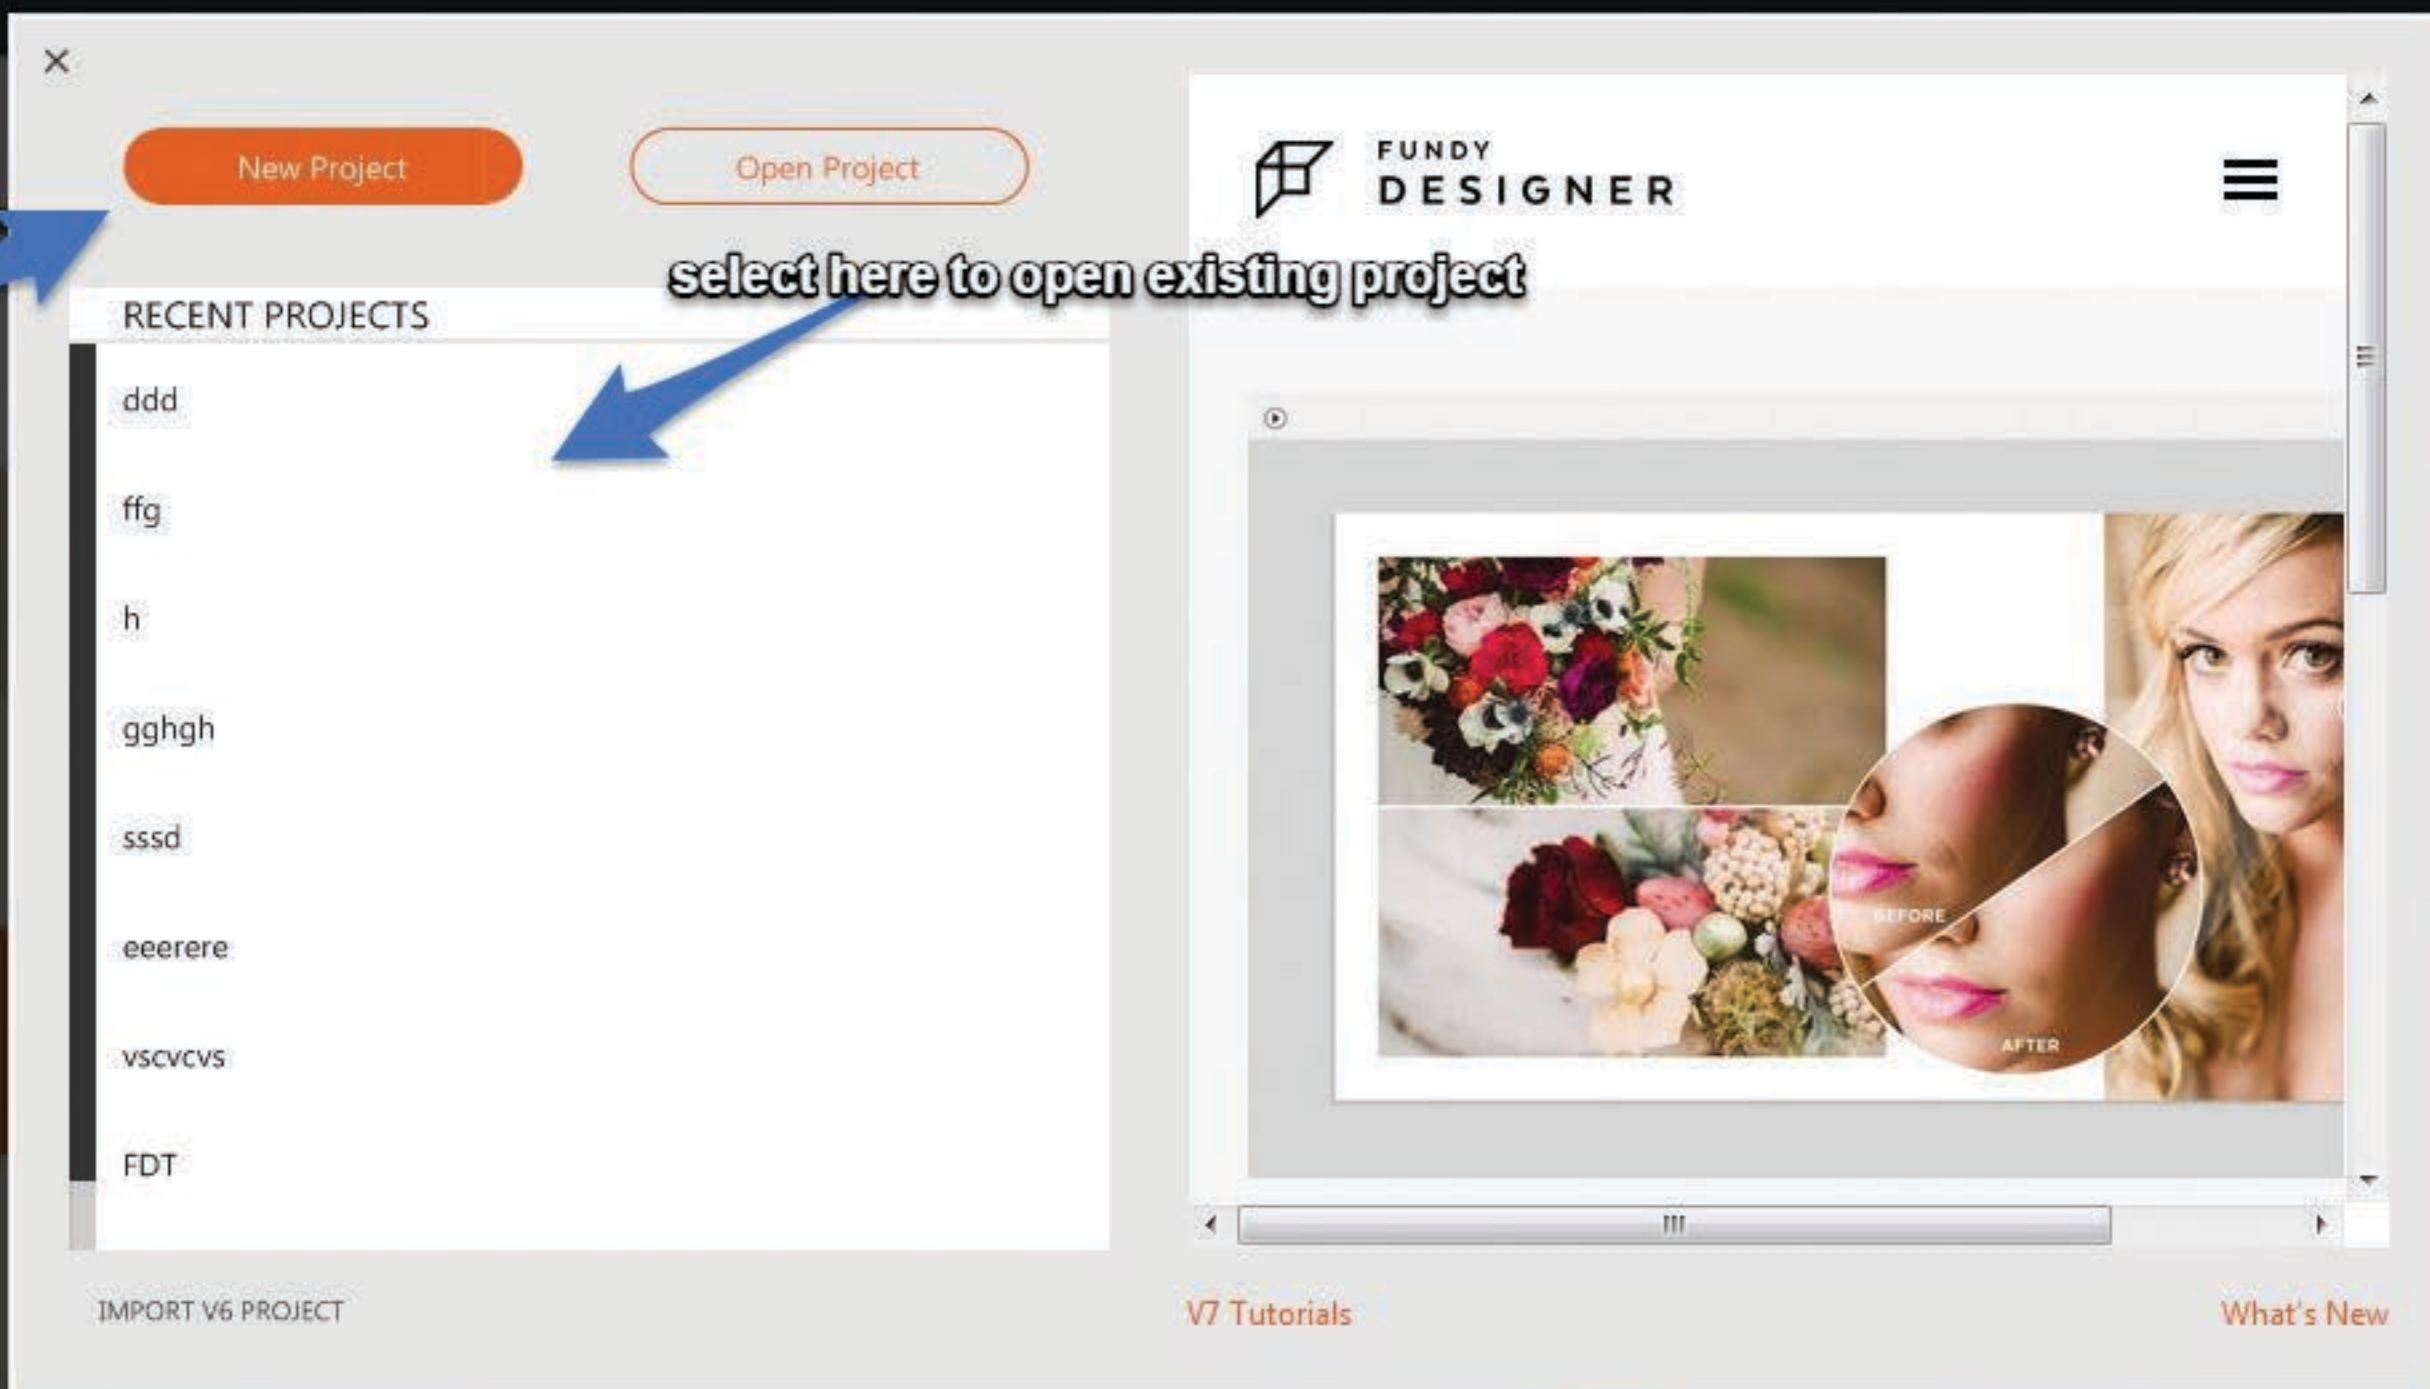 New Project
Open Project
FUNDY
DESIGNER
select here to open existing project
RECENT PROJECTS
ddd
ffg
h
gghgh
sssd
eeerere
vscvcvs
FDT
BEFORE
AFTER
IMPORT V6 PROJECT
V7 Tutorials
What's New